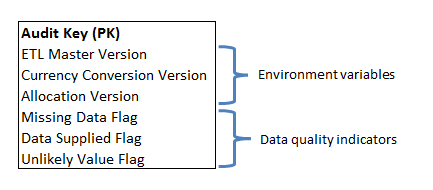 Audit Key (PK)
ETL Master Version
Currency Conversion Version
Allocation Version
Missing Data Flag
Data Supplied Flag
Unlikely Value Flag
Environment variables
Data quality indicators